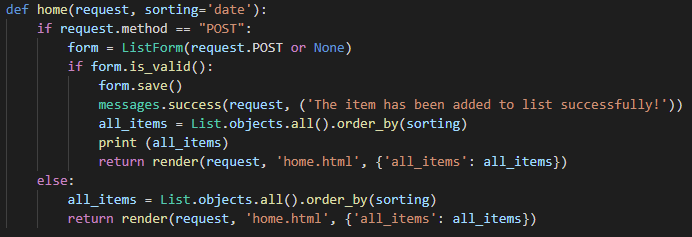 def home(request, sorting='date'):
    if request.method == "POST":
        form = ListForm(request.POST or None)
        if form.is_valid():
            form.save()
            messages.success(request, ('The item has been added to list successfully!'))
            all_items = List.objects.all().order_by(sorting)
            print (all_items)
            return render(request, 'home.html', {'all_items': all_items})
    else:
        all_items = List.objects.all().order_by(sorting)
        return render(request, 'home.html', {'all_items': all_items})